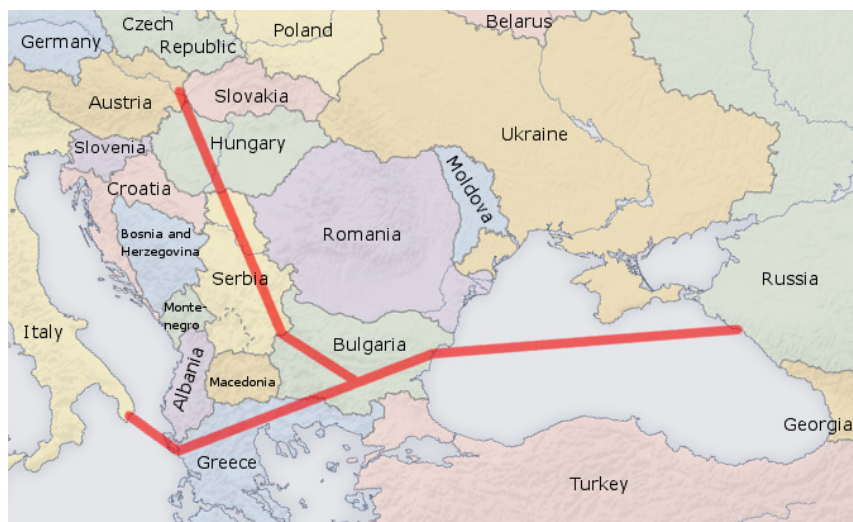 Czech
Republic
Germany
Poland
Belarus
Austria
Slovakia
Ukraine
Slovenia
Hungary
Moldova
Croatia
Bosnia and
Herzegovina
Romania
Serbia
Russia
Monte-
negro
Italy
Bulgaria
Albania
Macedonia
Georgia
Greece
Turkey